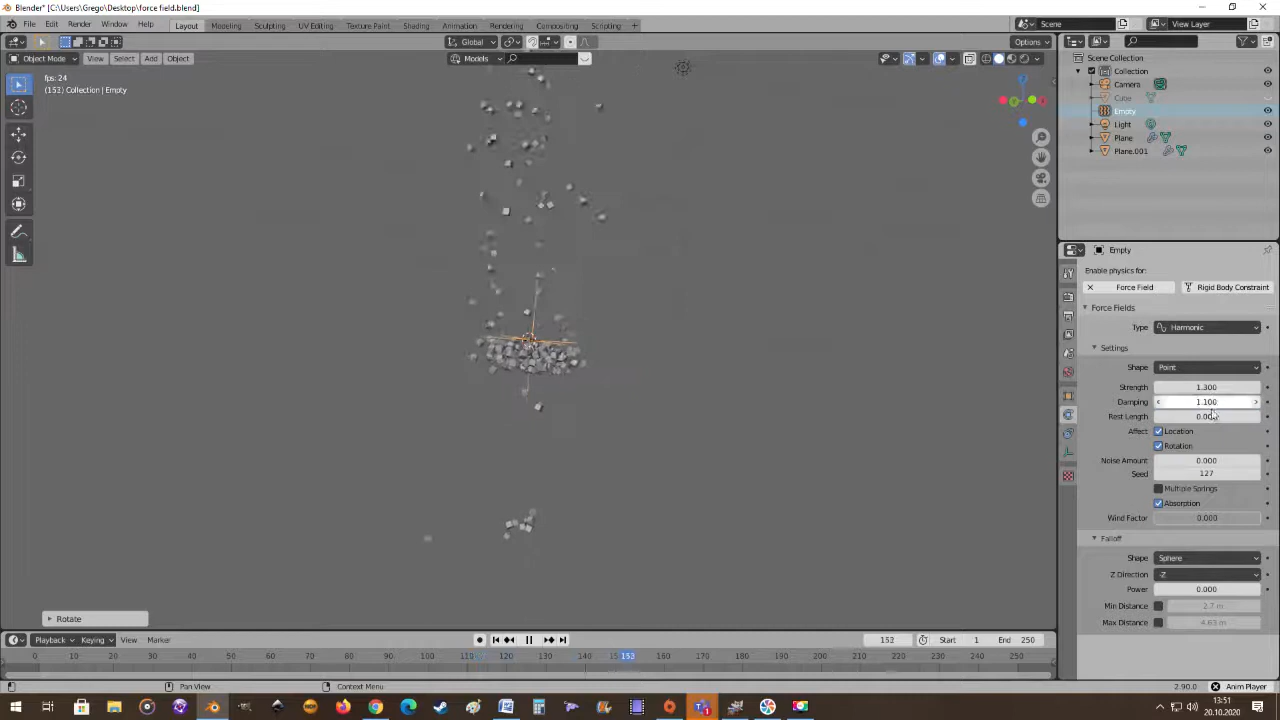 Blender* [C:\Users\Grego\Desktop\force field.blend]
File Edit Render Window Help Layout Modeling Sculpting UV Editing Texture Paint Shading Animation Rendering Compositing Scripting + Scene View Layer
Global Options
Object Mode View Select Add Object Models
fps: 24
(153) Collection | Empty
Scene Collection
Collection
Camera
Cube
Empty
Light
Plane
Plane.001
Empty
Enable physics for:
Force Field Rigid Body Constraint
Force Fields
Type Harmonic
Settings
Shape Point
Strength 1.300
Damping 1.100
Rest Length
Affect Location
Rotation
Noise Amount 0.000
Seed 127
Multiple Springs
Absorption
Wind Factor 0.000
Falloff
Shape Sphere
Z Direction -Z
Power 0.000
Min Distance 2.7 m
Max Distance 4.63 m
Rotate
Playback Keying View Marker 152 Start 1 End 250
0 10 20 30 40 50 60 70 80 90 100 110 120 130 140 153 160 170 180 190 200 210 220 230 240 250
Pan View Context Menu 2.90.0 Anim Player
13:51
20.10.2020